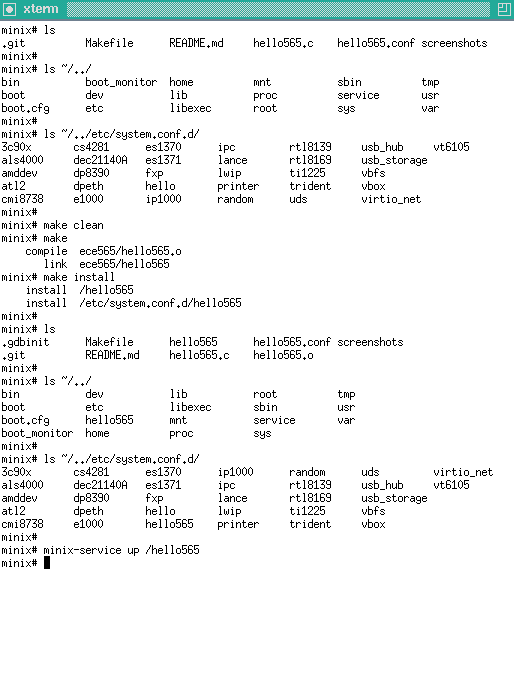 xterm
minix# ls
.git Makefile README.md hello565.c hello565.conf screenshots
minix#
minix# ls ~/../
bin boot_monitor home mnt sbin tmp
boot dev lib proc service usr
boot.cfg etc libexec root sys var
minix#
minix# ls ~/../etc/system.conf.d/
3c90x cs4281 es1370 ipc rtl8139 usb_hub vt6105
als4000 dec21140A es1371 lance rtl8169 usb_storage
amddev dp8390 fxp lwip ti1225 vbfs
atl2 dpeth hello printer trident vbox
cmi8738 e1000 ip1000 random uds virtio_net
minix#
minix# make clean
minix# make
compile ece565/hello565.o
link ece565/hello565
minix# make install
install /hello565
install /etc/system.conf.d/hello565
minix#
minix# ls
.gdbinit Makefile hello565 hello565.conf screenshots
.git README.md hello565.c hello565.o
minix#
minix# ls ~/../
bin dev lib root tmp
boot etc libexec sbin usr
boot.cfg hello565 mnt service var
boot_monitor home proc sys
minix#
minix# ls ~/../etc/system.conf.d/
3c90x cs4281 es1370 ip1000 random uds virtio_net
als4000 dec21140A es1371 ipc rtl8139 usb_hub vt6105
amddev dp8390 fxp lance rtl8169 usb_storage
atl2 dpeth hello lwip ti1225 vbfs
cmi8738 e1000 hello565 printer trident vbox
minix#
minix# minix-service up /hello565
minix#